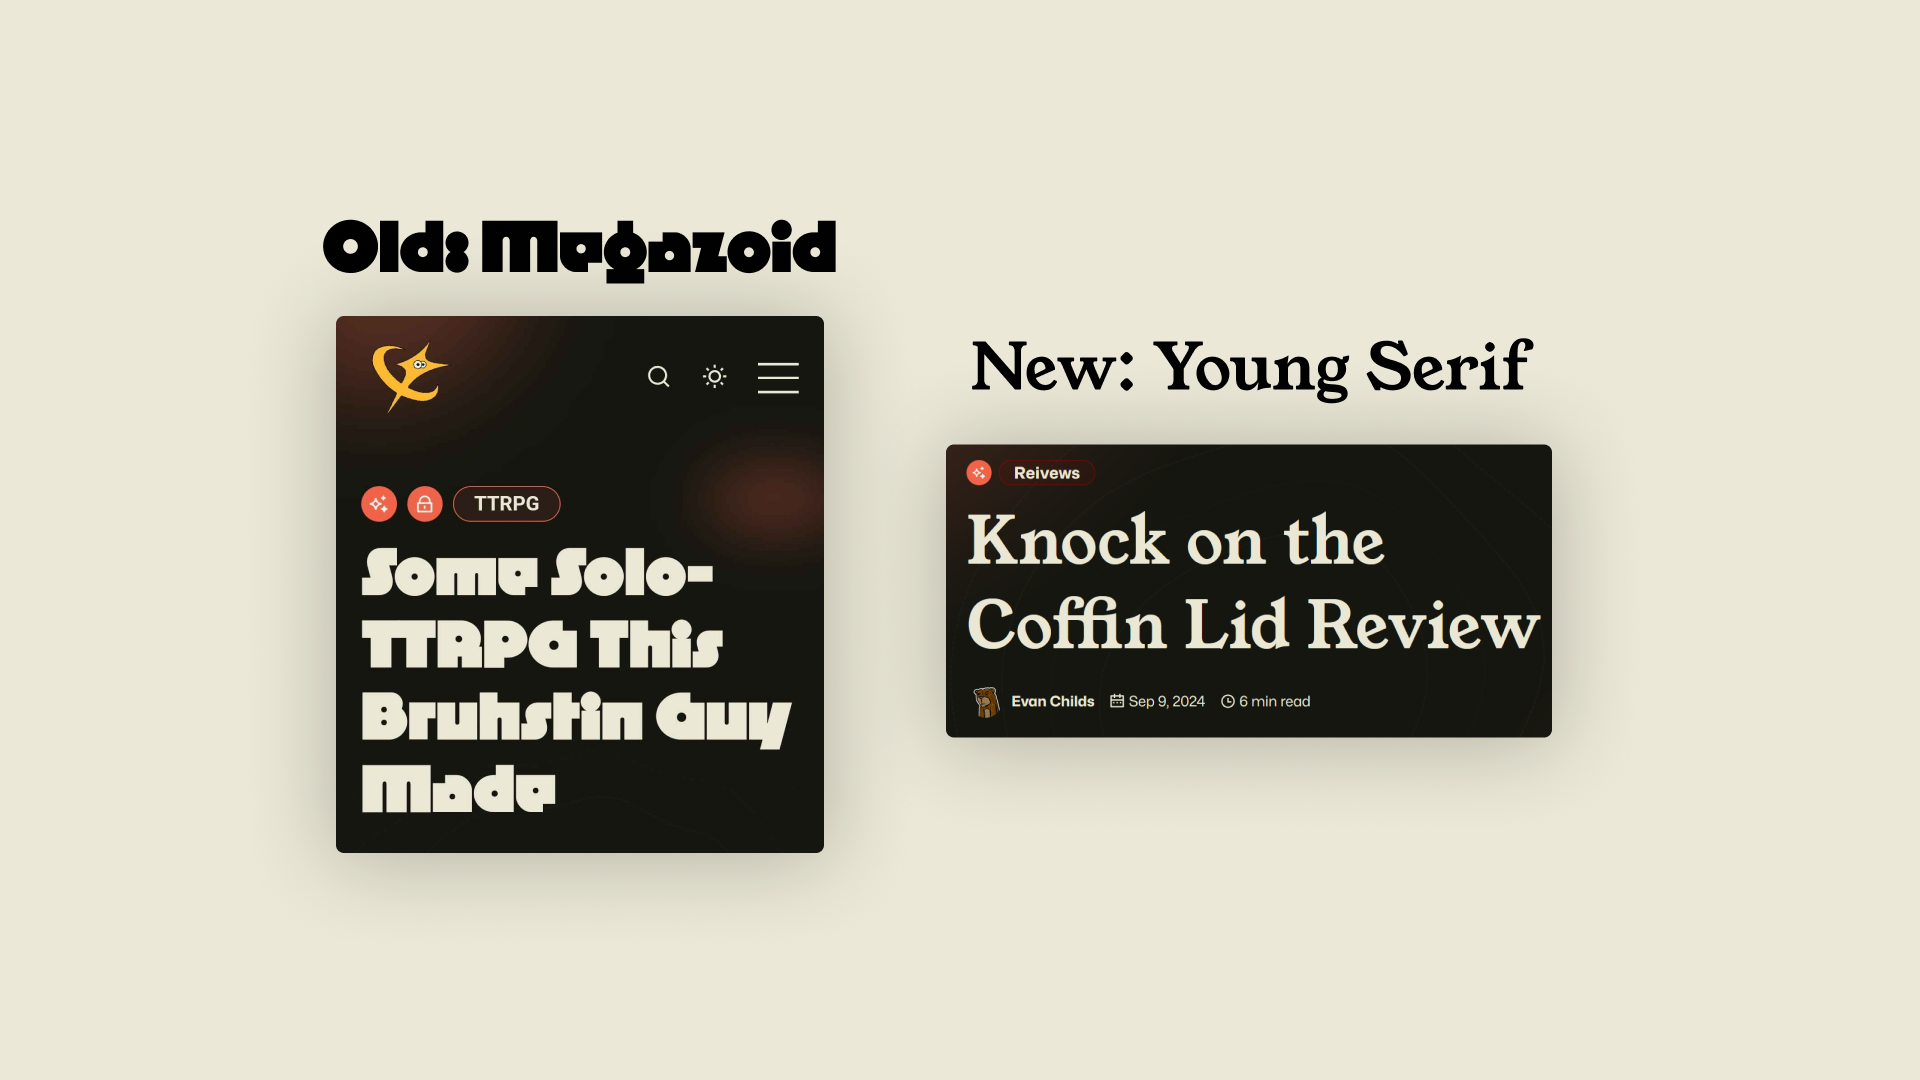 Old: Megazoid
TTRPG
Some Solo-
TTRPG This
Bruhstin Guy
Made
New: Young Serif
Reivews
Knock on the
Coffin Lid Review
Evan Childs Sep 9, 2024 6 min read